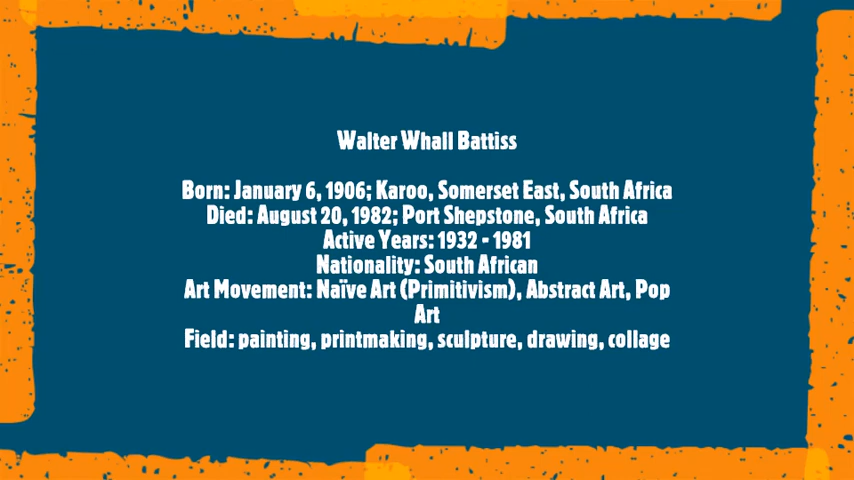 Walter Whall Battiss
Born: January 6, 1906; Karoo, Somerset East, South Africa
Died: August 20, 1982; Port Shepstone, South Africa
Active Years: 1932 - 1981
Nationality: South African
Art Movement: Naïve Art (Primitivism), Abstract Art, Pop
Art
Field: painting, printmaking, sculpture, drawing, collage